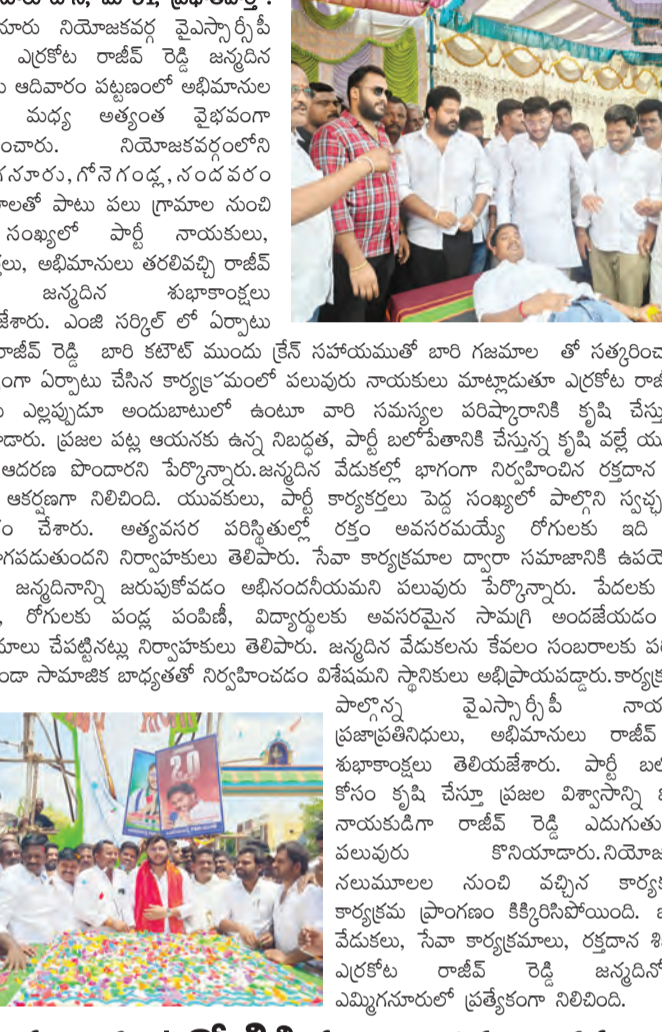 నూరు నియోజకవర్గ వైఎస్సార్సీపీ
ఎర్రకోట రాజీవ్ రెడ్డి జన్మదిన
ఆదివారం పట్టణంలో అభిమానుల
మధ్య అత్యంత వైభవంగా
చారు. నియోజకవర్గంలోని
గనూరు,గోనెగండ్ల,నందవరం
లతో పాటు పలు గ్రామాల నుంచి
సంఖ్యలో పార్టీ నాయకులు,
లు, అభిమానులు తరలివచ్చి రాజీవ్
జన్మదిన శుభాకాంక్షలు
జేశారు. ఎంజి సర్కిల్ లో ఏర్పాటు
రాజీవ్ రెడ్డి బారి కటౌట్ ముందు క్రేన్ సహాయముతో బారి గజమాల తో సత్కరించా
గా ఏర్పాటు చేసిన కార్యక్రమంలో పలువురు నాయకులు మాట్లాడుతూ ఎర్రకోట రాజీ
ఎల్లప్పుడూ అందుబాటులో ఉంటూ వారి సమస్యల పరిష్కారానికి కృషి చేస్తు
డారు. ప్రజల పట్ల ఆయనకు ఉన్న నిబద్ధత, పార్టీ బలోపేతానికి చేస్తున్న కృషి వల్లే యు
ఆదరణ పొందారని పేర్కొన్నారు.జన్మదిన వేడుకల్లో భాగంగా నిర్వహించిన రక్తదాన
ఆకర్షణగా నిలిచింది. యువకులు, పార్టీ కార్యకర్తలు పెద్ద సంఖ్యలో పాల్గొని స్వచ్ఛ
చేశారు. అత్యవసర పరిస్థితుల్లో రక్తం అవసరమయ్యే రోగులకు ఇది
గపడుతుందని నిర్వాహకులు తెలిపారు. సేవా కార్యక్రమాల ద్వారా సమాజానికి ఉపయో
జన్మదినాన్ని జరుపుకోవడం అభినందనీయమని పలువురు పేర్కొన్నారు. పేదలకు
, రోగులకు పండ్ల పంపిణీ, విద్యార్థులకు అవసరమైన సామగ్రి అందజేయడం
మాలు చేపట్టినట్లు నిర్వాహకులు తెలిపారు. జన్మదిన వేడుకలను కేవలం సంబరాలకు పరి
ండా సామాజిక బాధ్యతతో నిర్వహించడం విశేషమని స్థానికులు అభిప్రాయపడ్డారు.కార్యక్ర
పాల్గొన్న వైఎస్సార్సీపీ నాయ
ప్రజాప్రతినిధులు, అభిమానులు రాజీవ్
శుభాకాంక్షలు తెలియజేశారు. పార్టీ బలో
కోసం కృషి చేస్తూ ప్రజల విశ్వాసాన్ని
నాయకుడిగా రాజీవ్ రెడ్డి ఎదుగుతు
పలువురు కొనియాడారు.నియోజ
నలుమూలల నుంచి వచ్చిన కార్యక
కార్యక్రమ ప్రాంగణం కిక్కిరిసిపోయింది.
వేడుకలు, సేవా కార్యక్రమాలు, రక్తదాన శి
ఎర్రకోట రాజీవ్ రెడ్డి జన్మదినో
ఎమ్మిగనూరులో ప్రత్యేకంగా నిలిచింది.
2.0